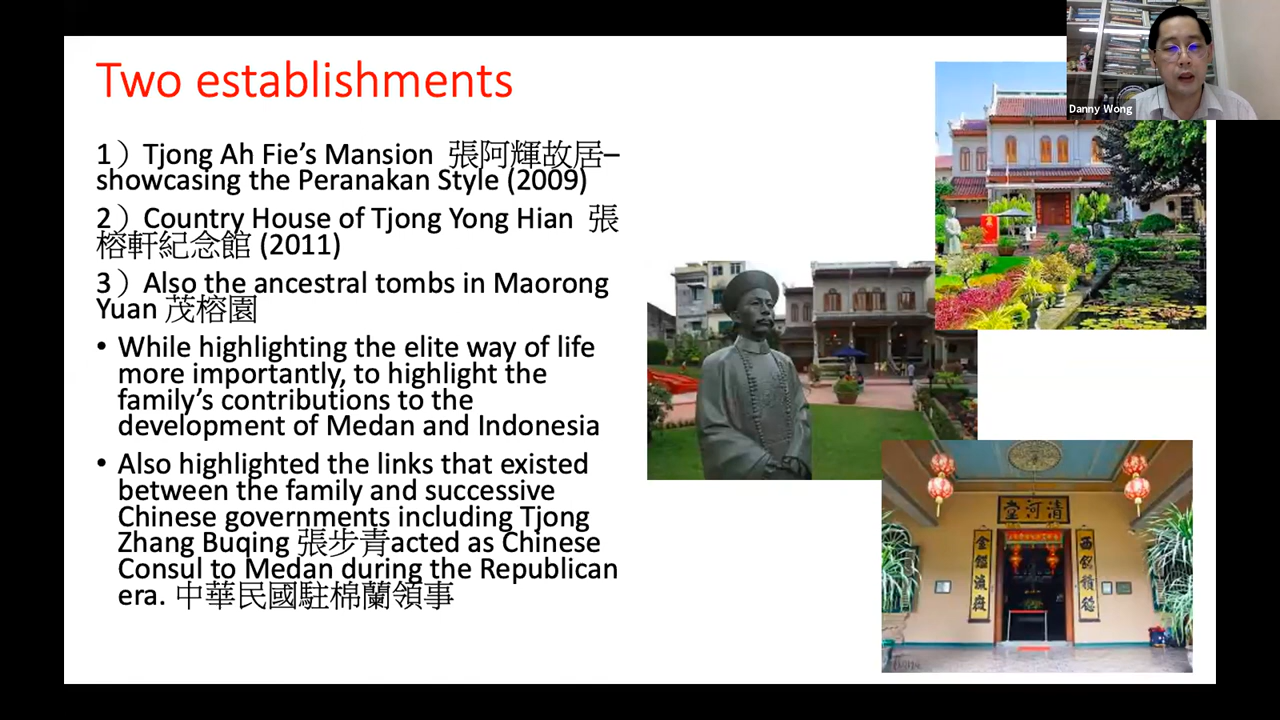 Two establishments
Danny Wong
1）Tjong Ah Fie’s Mansion 張阿輝故居–
showcasing the Peranakan Style (2009)
2）Country House of Tjong Yong Hian 張
榕軒紀念館 (2011)
3）Also the ancestral tombs in Maorong
Yuan 茂榕園
• While highlighting the elite way of life
more importantly, to highlight the
family’s contributions to the
development of Medan and Indonesia
• Also highlighted the links that existed
between the family and successive
Chinese governments including Tjong
Zhang Buqing 張步青acted as Chinese
Consul to Medan during the Republican
era. 中華民國駐棉蘭領事
堂河清